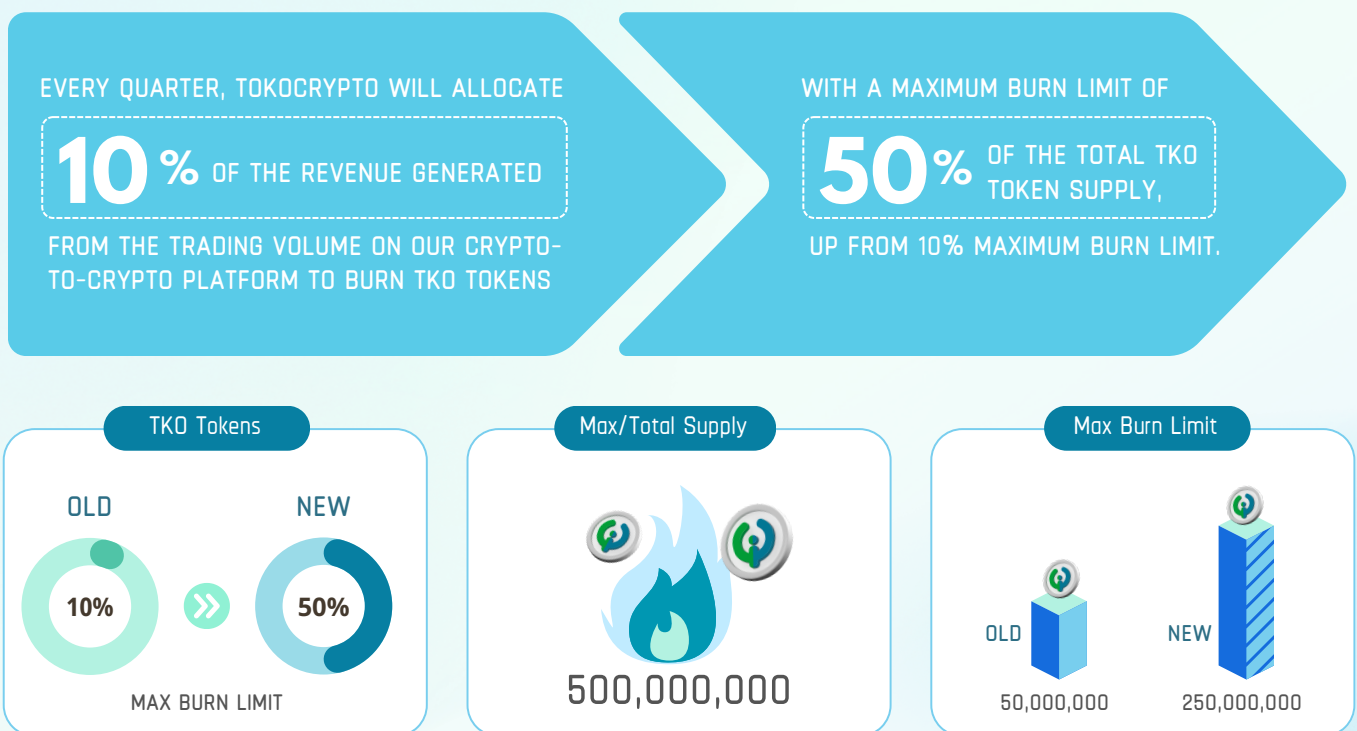 EVERY QUARTER, TOKOCRYPTO WILL ALLOCATE
10% OF THE REVENUE GENERATED
FROM THE TRADING VOLUME ON OUR CRYPTO-
TO-CRYPTO PLATFORM TO BURN TKO TOKENS
WITH A MAXIMUM BURN LIMIT OF
50% OF THE TOTAL TKO
TOKEN SUPPLY,
UP FROM 10% MAXIMUM BURN LIMIT.
TKO Tokens
OLD
NEW
10%
50%
MAX BURN LIMIT
Max/Total Supply
500,000,000
Max Burn Limit
OLD
NEW
50,000,000
250,000,000